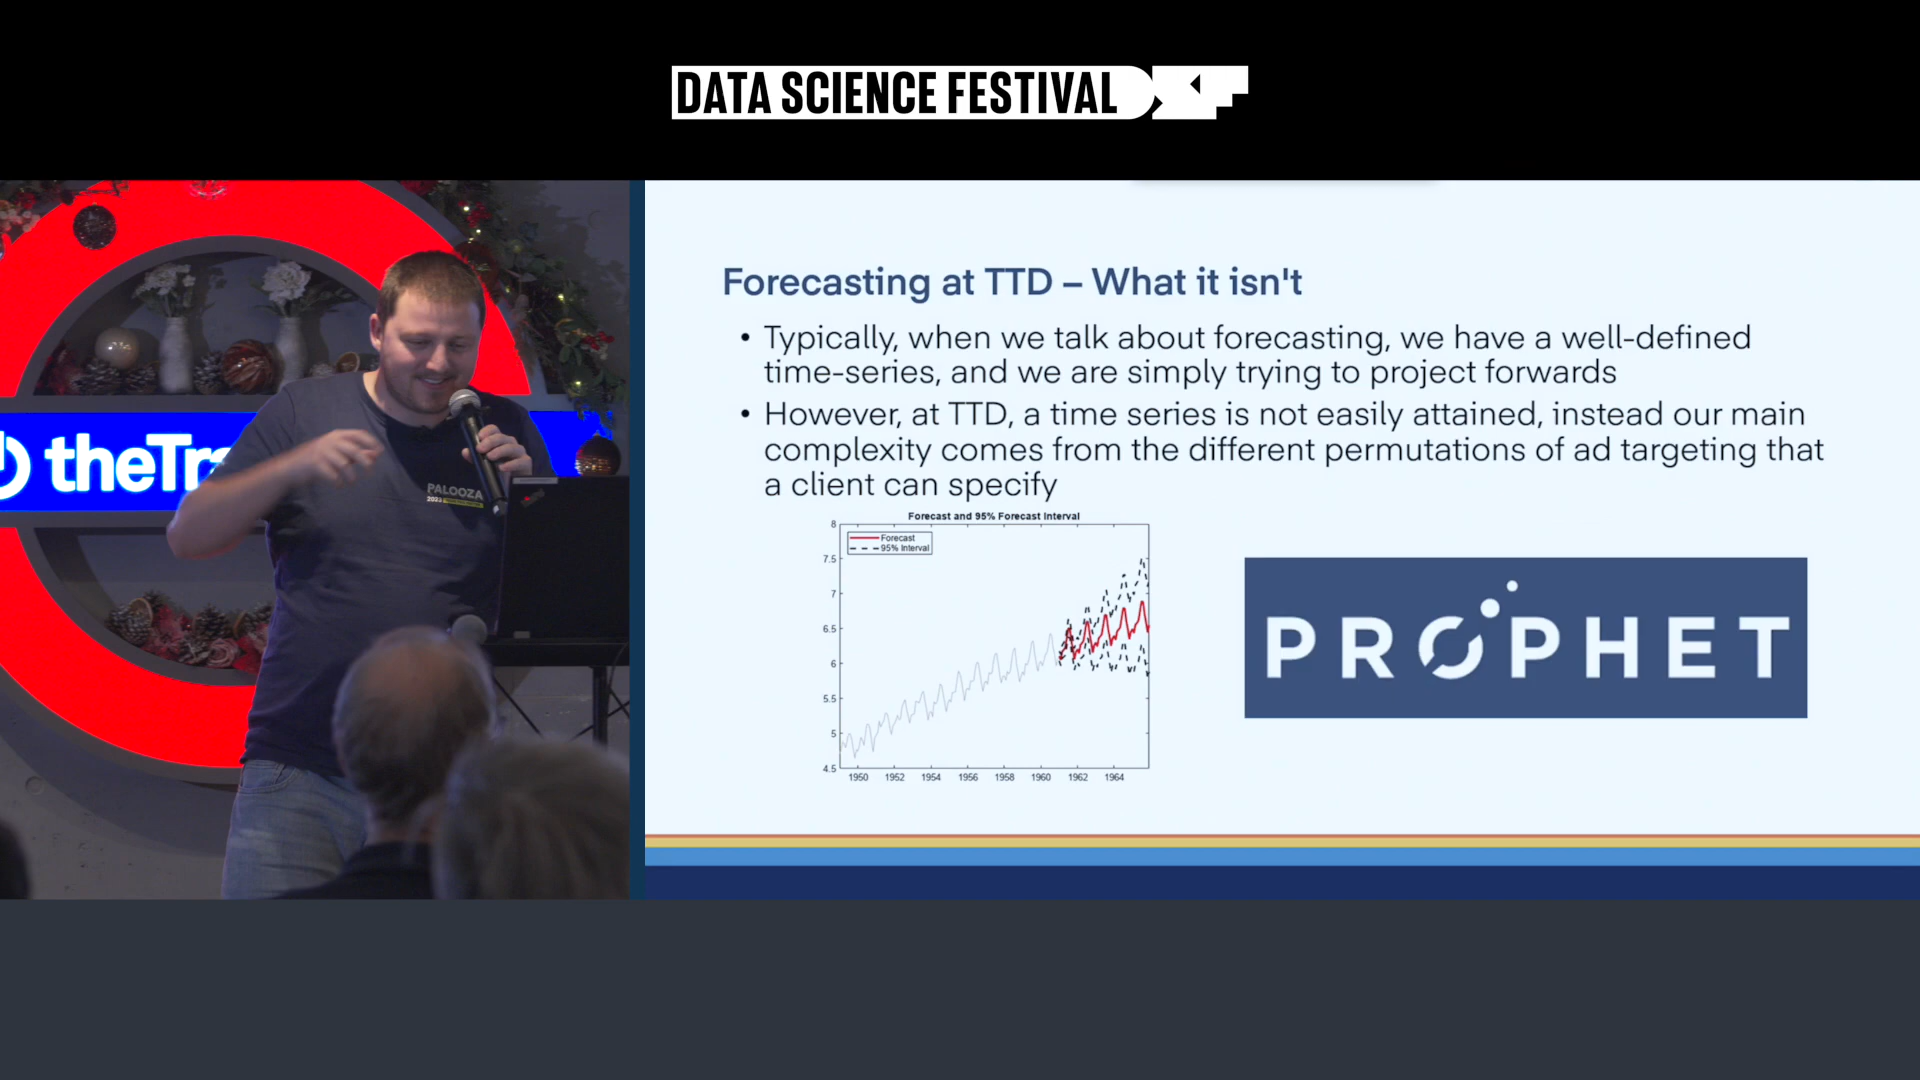 DATA SCIENCE FESTIVAL
theTra
PALOOZA
2023
Forecasting at TTD – What it isn't
• Typically, when we talk about forecasting, we have a well-defined
time-series, and we are simply trying to project forwards
• However, at TTD, a time series is not easily attained, instead our main
complexity comes from the different permutations of ad targeting that
a client can specify
Forecast and 95% Forecast Interval
Forecast
95% Interval
8
7.5
7
6.5
6
5.5
5
4.5
1950 1952 1954 1956 1958 1960 1962 1964
PROPHET